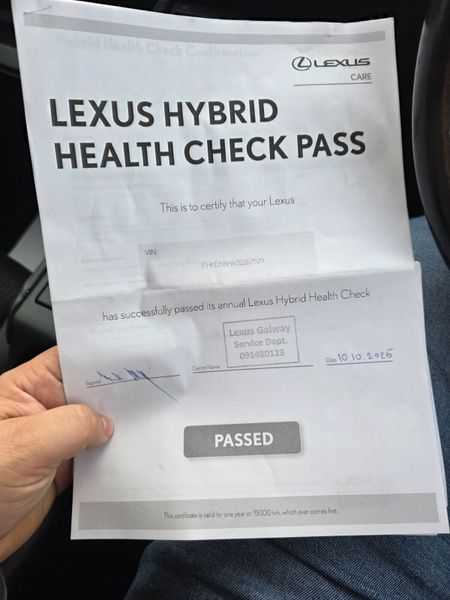 Hybrid Health Check Confirmation
LEXUS
CARE
LEXUS HYBRID
HEALTH CHECK PASS
This is to certify that your Lexus
VIN:
has successfully passed its annual Lexus Hybrid Health Check
Lexus Galway
Service Dept.
091480123
Signed
Centre Name
Date 10.10.2025
PASSED
This certificate is valid for one year or 15000 km, which ever comes first